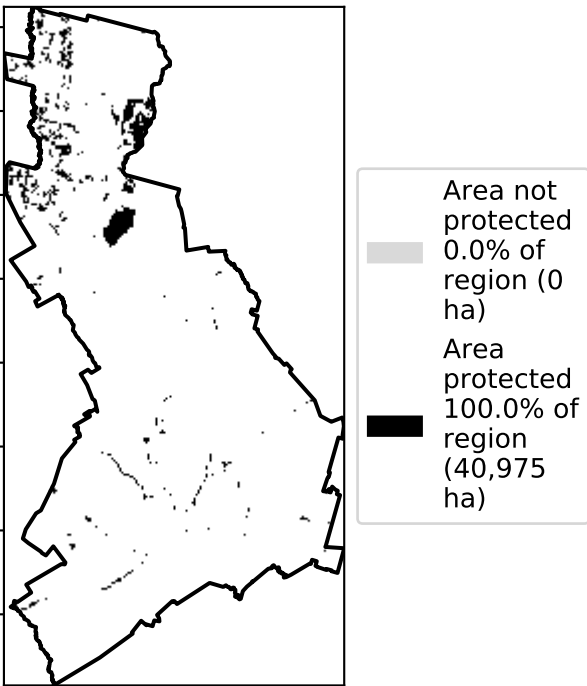 Area not
protected
0.0% of
region (0
ha)
Area
protected
100.0% of
region
(40,975
ha)